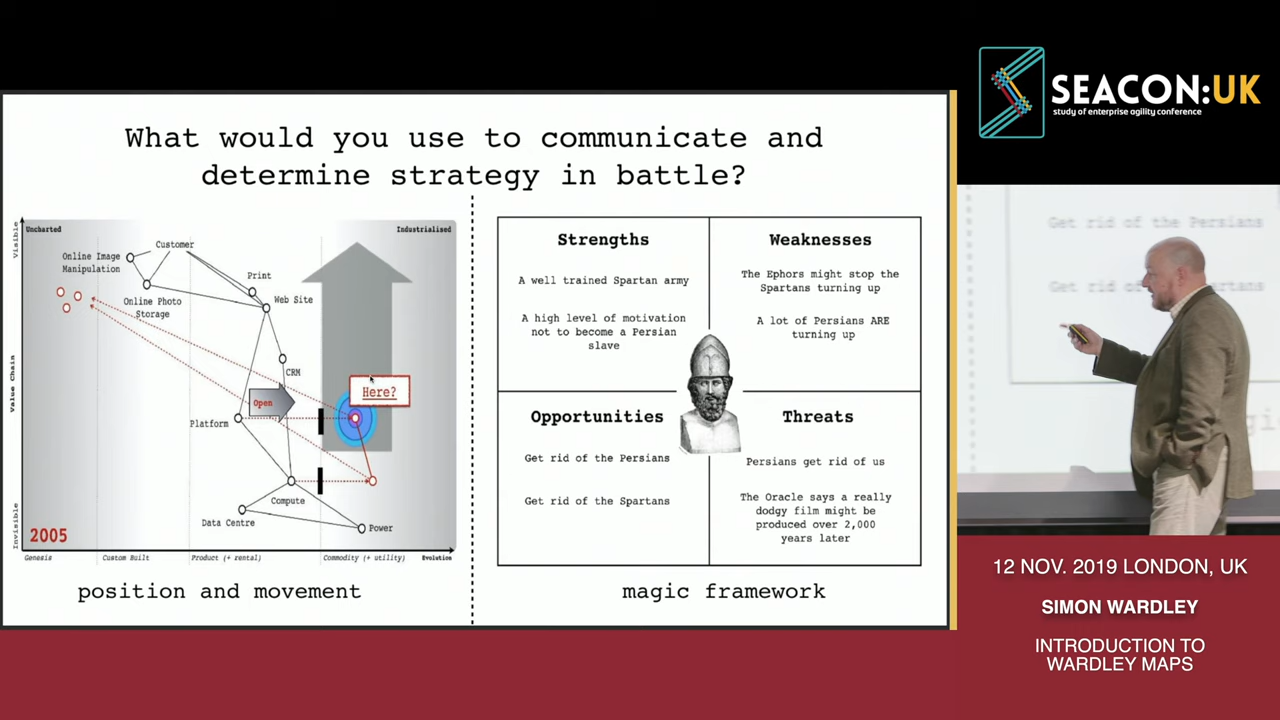 What would you use to communicate and
determine strategy in battle?
Uncharted
Industrialised
Visible
Value Chain
Invisible
Customer
Online Image
Manipulation
Online Photo
Storage
Print
Web Site
CRM
Here?
Open
Platform
Compute
Data Centre
Power
2005
Genesis
Custom Built
Product (+ rental)
Commodity (+ utility)
Evolution
position and movement
Strengths
A well trained Spartan army
A high level of motivation
not to become a Persian
slave
Weaknesses
The Ephors might stop the
Spartans turning up
A lot of Persians ARE
turning up
Opportunities
Get rid of the Persians
Get rid of the Spartans
Threats
Persians get rid of us
The Oracle says a really
dodgy film might be
produced over 2,000
years later
magic framework
SEACON:UK
study of enterprise agility conference
Get rid of the Persians
Get rid of
12 NOV. 2019 LONDON, UK
SIMON WARDLEY
INTRODUCTION TO
WARDLEY MAPS